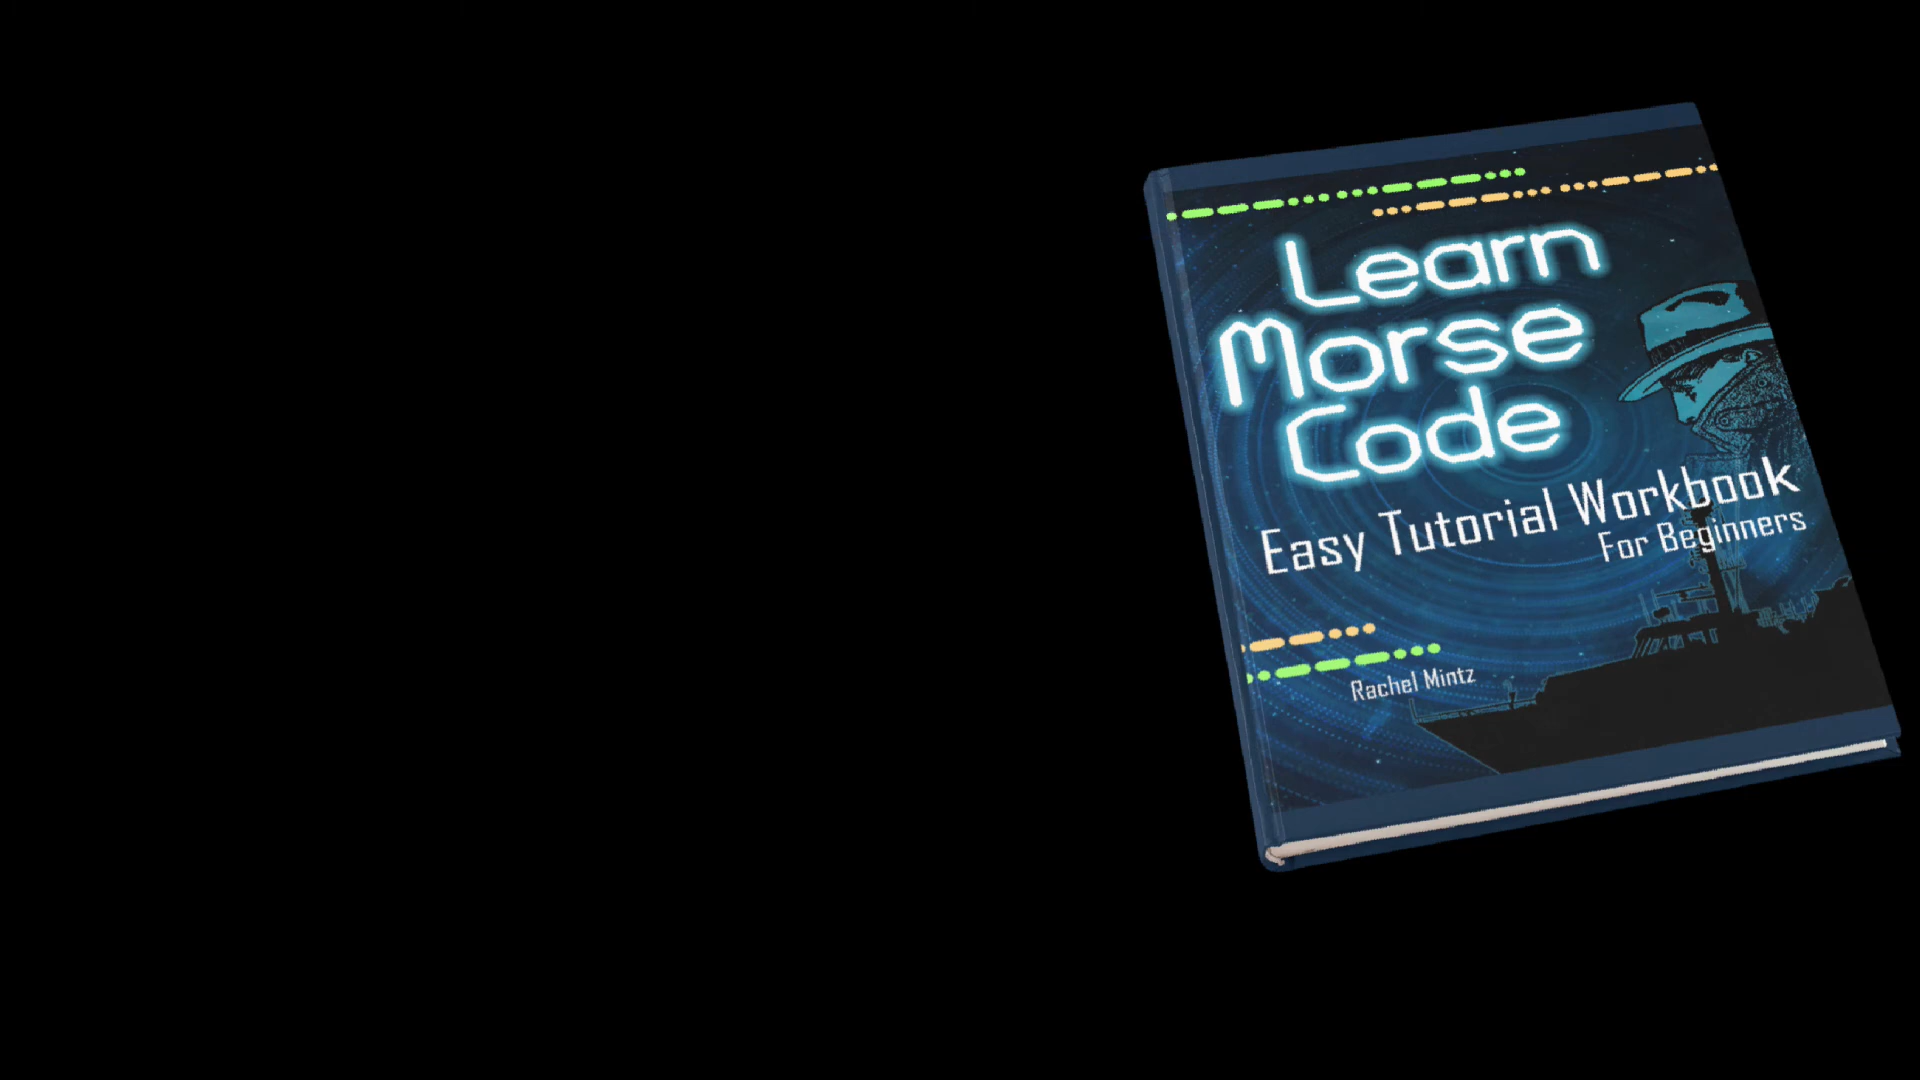 Learn
Morse
Code
Easy Tutorial Workbook
For Beginners
Rachel Mintz